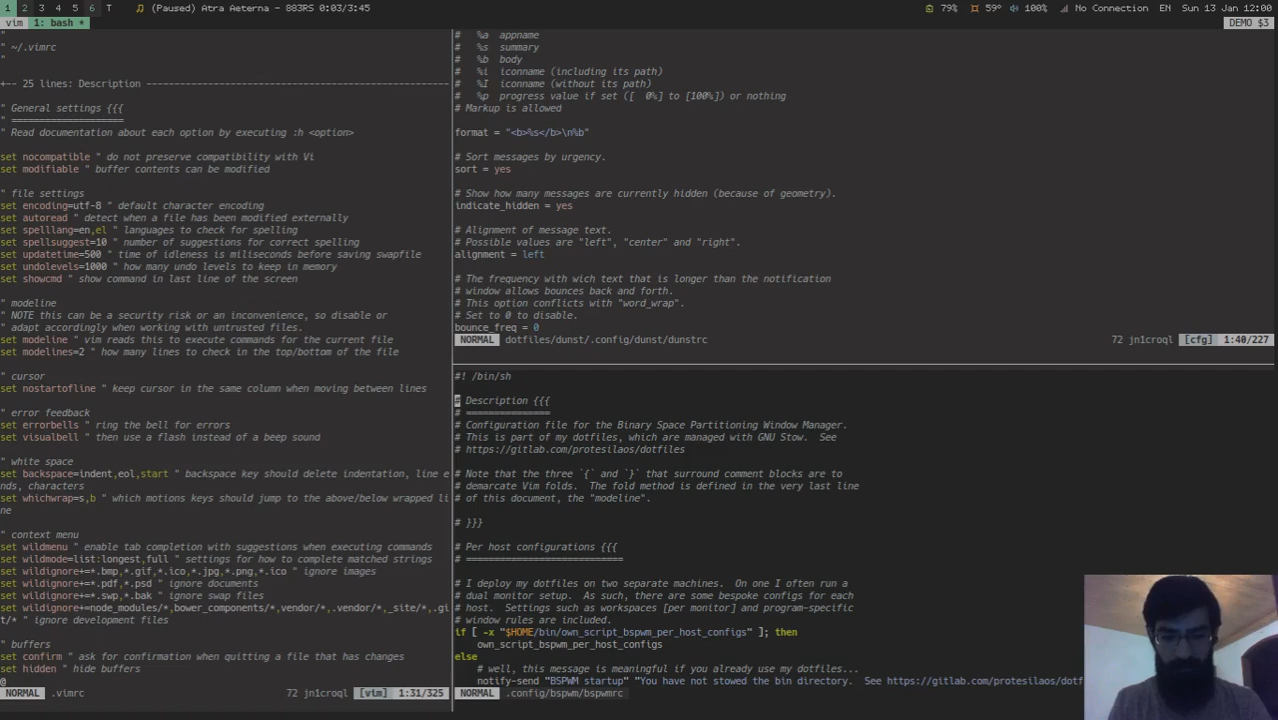 1 2 3 4 5 6 T ♫ (Paused) Atra Aeterna - 883RS 0:03/3:45
79% 59° 100% No Connection EN Sun 13 Jan 12:00
vim 1: bash * DEMO $3
"
" ~/.vimrc
"
+-- 25 lines: Description
" General settings {{{
" =====================
" Read documentation about each option by executing :h <option>
set nocompatible " do not preserve compatibility with Vi
set modifiable " buffer contents can be modified
" file settings
set encoding=utf-8 " default character encoding
set autoread " detect when a file has been modified externally
set spelllang=en,el " languages to check for spelling
set spellsuggest=10 " number of suggestions for correct spelling
set updatetime=500 " time of idleness is miliseconds before saving swapfile
set undolevels=1000 " how many undo levels to keep in memory
set showcmd " show command in last line of the screen
" modeline
" NOTE this can be a security risk or an inconvenience, so disable or
" adapt accordingly when working with untrusted files.
set modeline " vim reads this to execute commands for the current file
set modelines=2 " how many lines to check in the top/bottom of the file
" cursor
set nostartofline " keep cursor in the same column when moving between lines
" error feedback
set errorbells " ring the bell for errors
set visualbell " then use a flash instead of a beep sound
" white space
set backspace=indent,eol,start " backspace key should delete indentation, line e
nds, characters
set whichwrap=s,b " which motions keys should jump to the above/below wrapped li
ne
" context menu
set wildmenu " enable tab completion with suggestions when executing commands
set wildmode=list:longest,full " settings for how to complete matched strings
set wildignore+=*.bmp,*.gif,*.ico,*.jpg,*.png,*.ico " ignore images
set wildignore+=*.pdf,*.psd " ignore documents
set wildignore+=*.swp,*.bak " ignore swap files
set wildignore+=node_modules/*,bower_components/*,vendor/*,.vendor/*,_site/*,.gi
t/* " ignore development files
" buffers
set confirm " ask for confirmation when quitting a file that has changes
set hidden " hide buffers
@
NORMAL .vimrc 72 jn1croql [vim] 1:31/325
# %a appname
# %s summary
# %b body
# %i iconname (including its path)
# %I iconname (without its path)
# %p progress value if set ([ 0%] to [100%]) or nothing
# Markup is allowed
format = "<b>%s</b>\n%b"
# Sort messages by urgency.
sort = yes
# Show how many messages are currently hidden (because of geometry).
indicate_hidden = yes
# Alignment of message text.
# Possible values are "left", "center" and "right".
alignment = left
# The frequency with wich text that is longer than the notification
# window allows bounces back and forth.
# This option conflicts with "word_wrap".
# Set to 0 to disable.
bounce_freq = 0
NORMAL dotfiles/dunst/.config/dunst/dunstrc 72 jn1croql [cfg] 1:40/227
#! /bin/sh
# Description {{{
# ===============
# Configuration file for the Binary Space Partitioning Window Manager.
# This is part of my dotfiles, which are managed with GNU Stow. See
# https://gitlab.com/protesilaos/dotfiles
# Note that the three `{` and `}` that surround comment blocks are to
# demarcate Vim folds. The fold method is defined in the very last line
# of this document, the "modeline".
# }}}
# Per host configurations {{{
# ============================
# I deploy my dotfiles on two separate machines. On one I often run a
# dual monitor setup. As such, there are some bespoke configs for each
# host. Settings such as workspaces [per monitor] and program-specific
# window rules are included.
if [ -x "$HOME/bin/own_script_bspwm_per_host_configs" ]; then
own_script_bspwm_per_host_configs
else
# well, this message is meaningful if you already use my dotfiles...
notify-send "BSPWM startup" "You have not stowed the bin directory. See https://gitlab.com/protesilaos/dotf
NORMAL .config/bspwm/bspwmrc